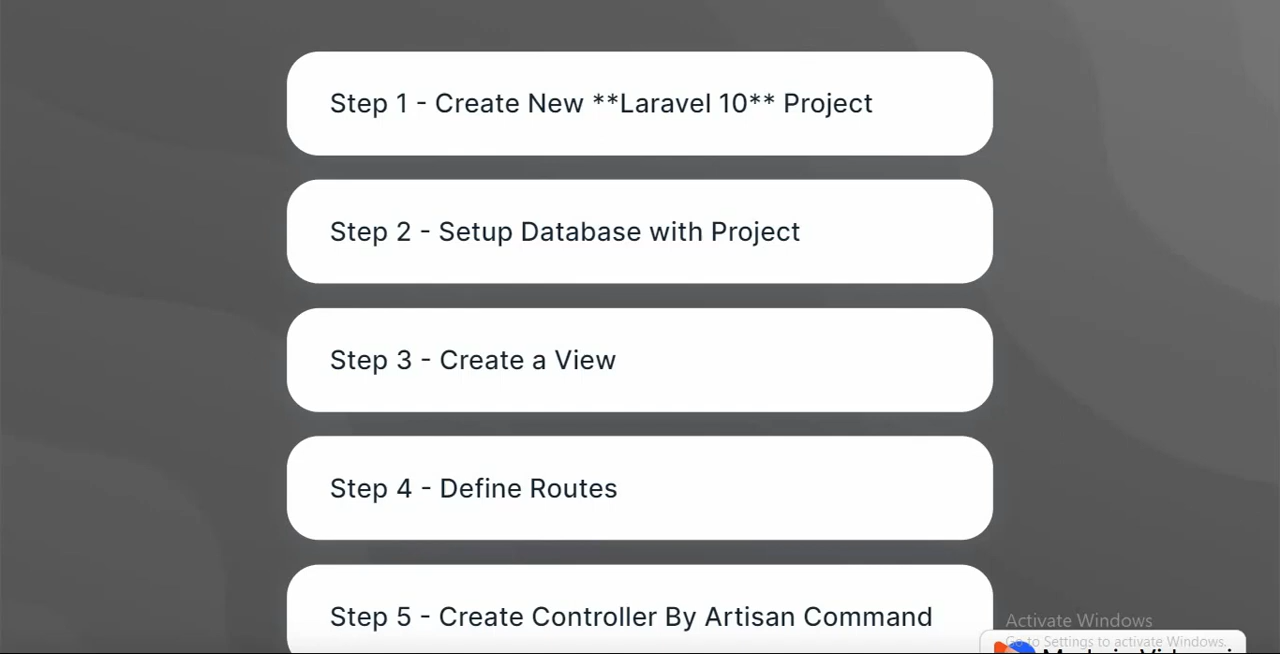 Step 1 - Create New **Laravel 10** Project
Step 2 - Setup Database with Project
Step 3 - Create a View
Step 4 - Define Routes
Step 5 - Create Controller By Artisan Command
Activate Windows
Go to Settings to activate Windows.